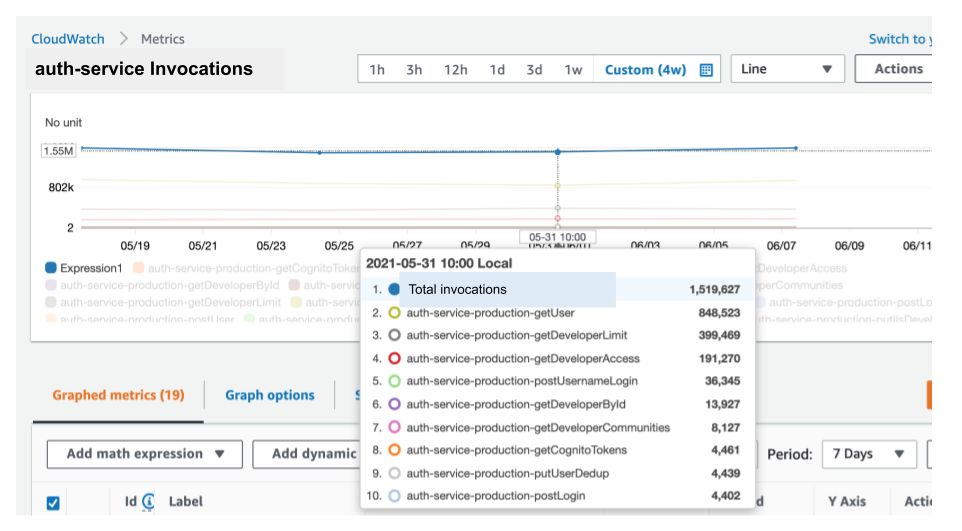 CloudWatch > Metrics
Switch to y
auth-service Invocations
1h 3h 12h 1d 3d 1w Custom (4w) Line Actions
No unit
1.55M
802k
2
05/19 05/21 05/23 05/25 05/27 05/29 05-31 10:00 06/03 06/05 06/07 06/09 06/11
Expression1 auth-service-production-getCognitoToken DeveloperAccess
auth-service-production-getDeveloperById auth-servic perCommunities
auth-service-production-getDeveloperLimit auth-servic auth-service-production-postLo
auth-service-production-postUser auth-service-produ th-service-production-putIsDevel
2021-05-31 10:00 Local
1. Total invocations 1,519,627
2. auth-service-production-getUser 848,523
3. auth-service-production-getDeveloperLimit 399,469
4. auth-service-production-getDeveloperAccess 191,270
5. auth-service-production-postUsernameLogin 36,345
6. auth-service-production-getDeveloperById 13,927
7. auth-service-production-getDeveloperCommunities 8,127
8. auth-service-production-getCognitoTokens 4,461
9. auth-service-production-putUserDedup 4,439
10. auth-service-production-postLogin 4,402
Graphed metrics (19) Graph options S
Add math expression Add dynamic Period: 7 Days
Id Label d Y Axis Actio